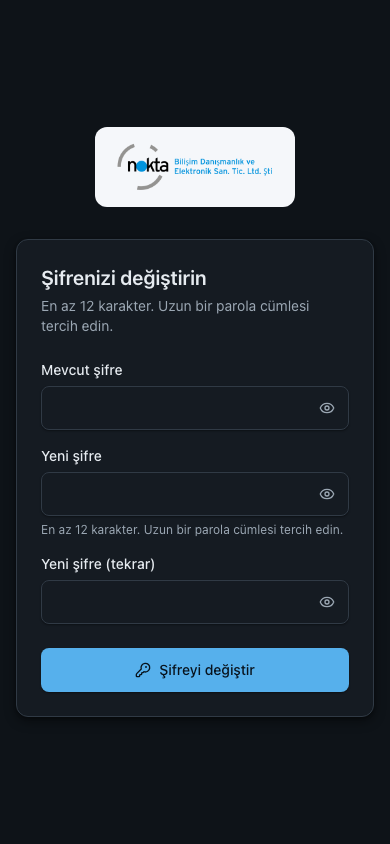 nokta
Bilişim Danışmanlık ve
Elektronik San. Tic. Ltd. Şti
Şifrenizi değiştirin
En az 12 karakter. Uzun bir parola cümlesi
tercih edin.
Mevcut şifre
Yeni şifre
En az 12 karakter. Uzun bir parola cümlesi tercih edin.
Yeni şifre (tekrar)
Şifreyi değiştir